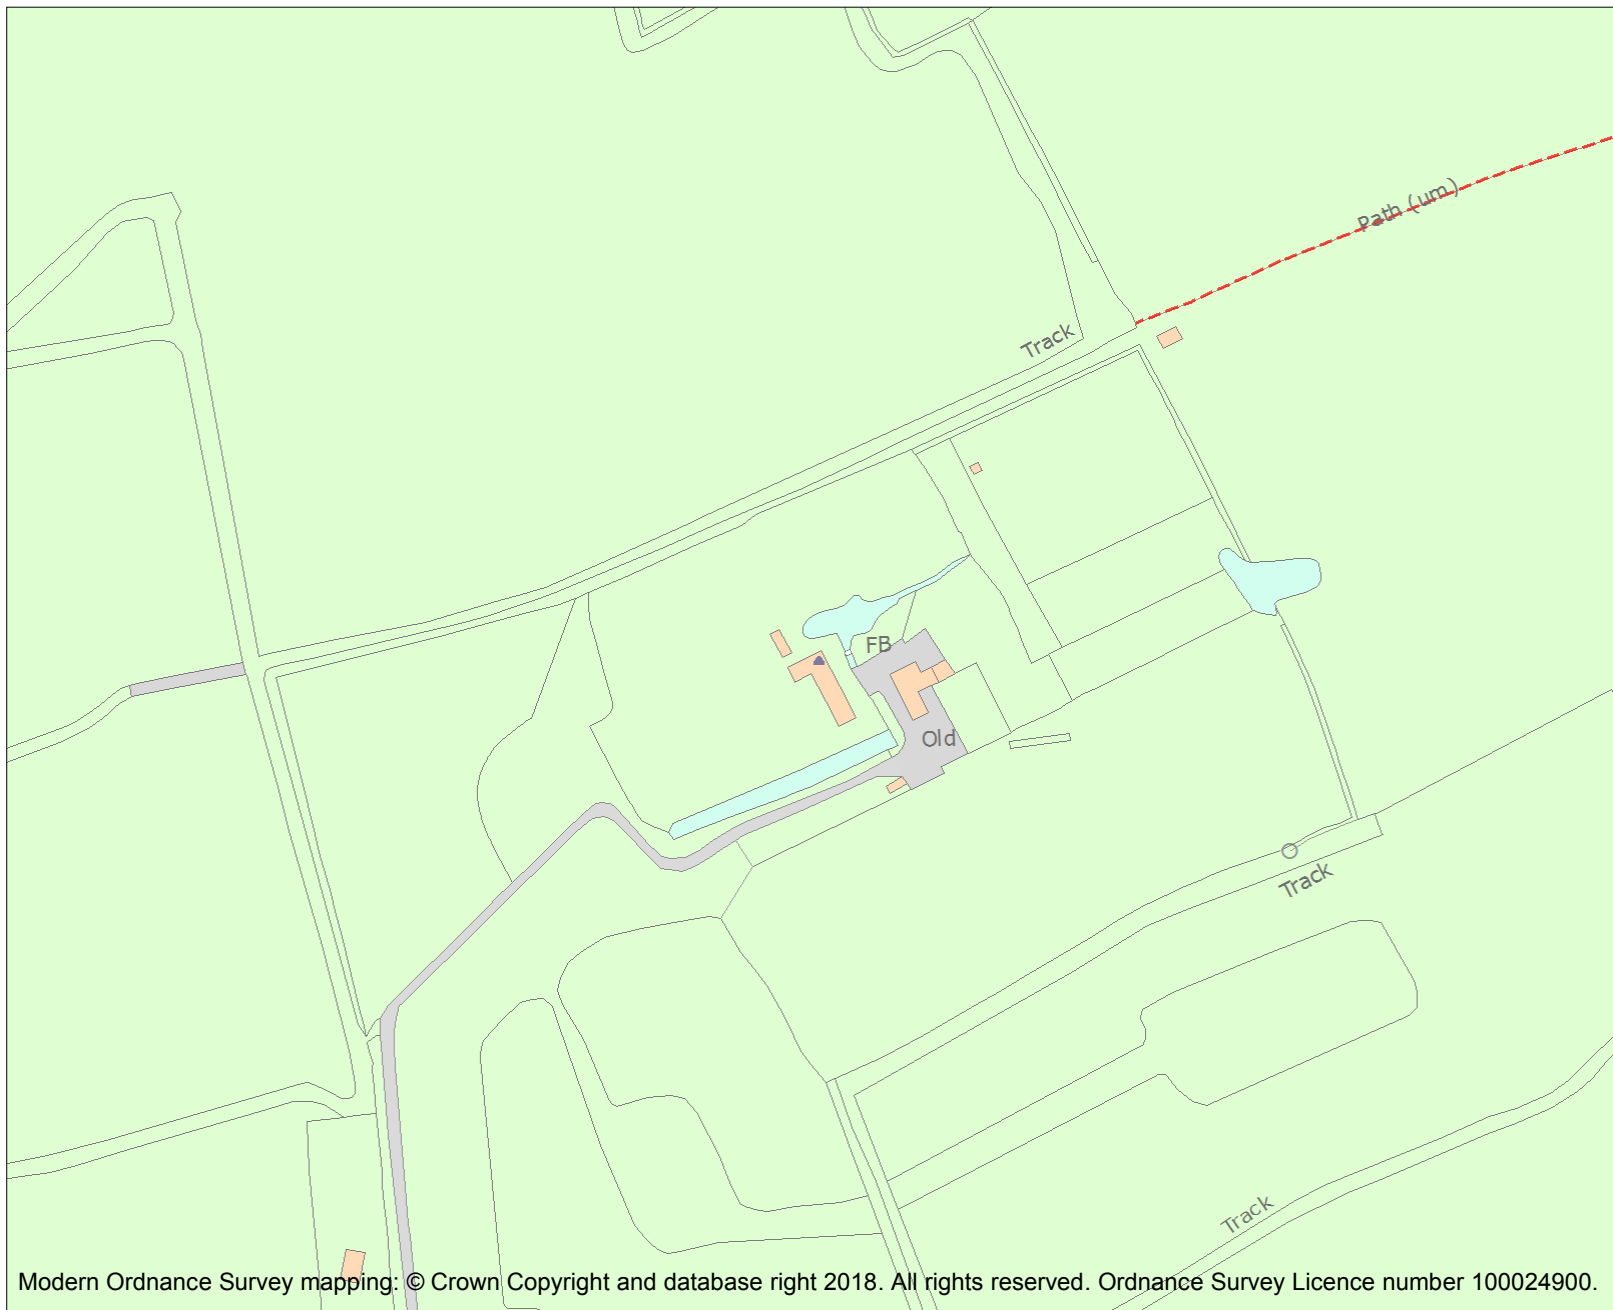 Path (um)
Track
FB
Old
Track
Track
Modern Ordnance Survey mapping: © Crown Copyright and database right 2018. All rights reserved. Ordnance Survey Licence number 100024900.